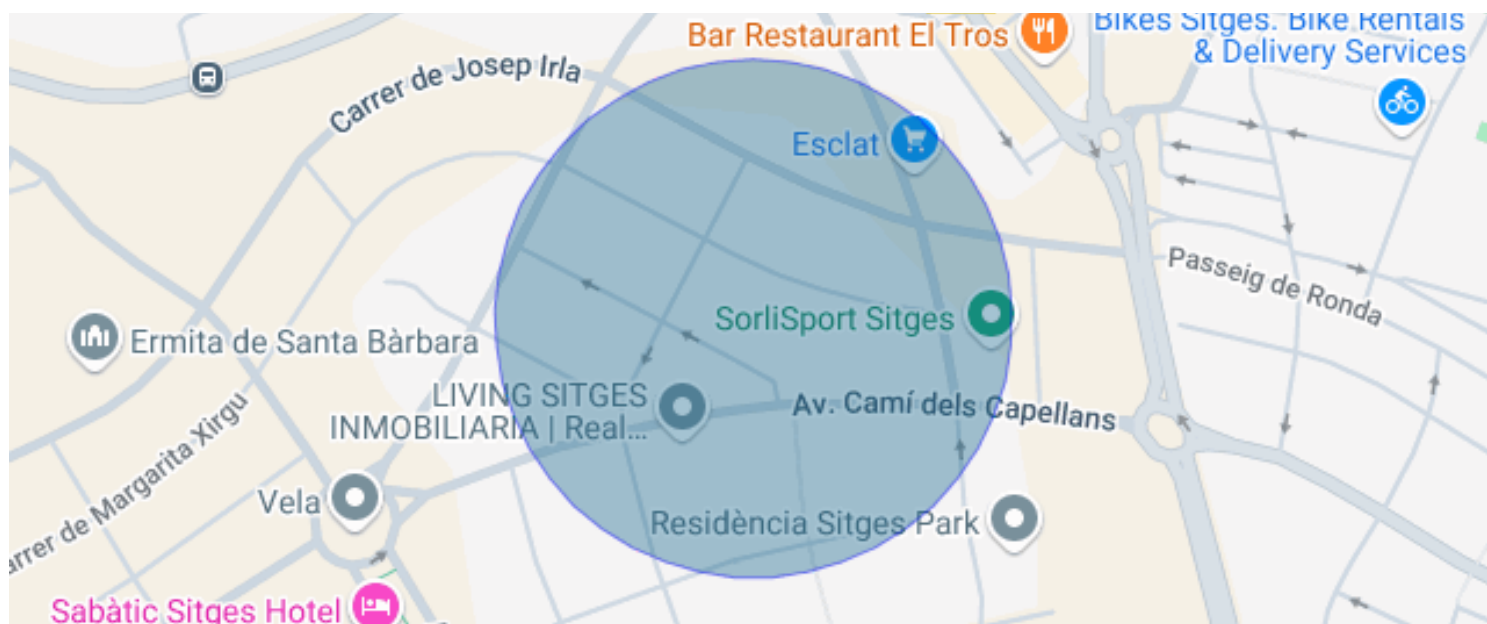 Bar Restaurant El Tros
Bikes Sitges. Bike Rentals
& Delivery Services
Carrer de Josep Irla
Esclat
Passeig de Ronda
SorliSport Sitges
Ermita de Santa Bàrbara
LIVING SITGES
INMOBILIARIA | Real...
Av. Camí dels Capellans
Carrer de Margarita Xirgu
Vela
Residència Sitges Park
Sabàtic Sitges Hotel